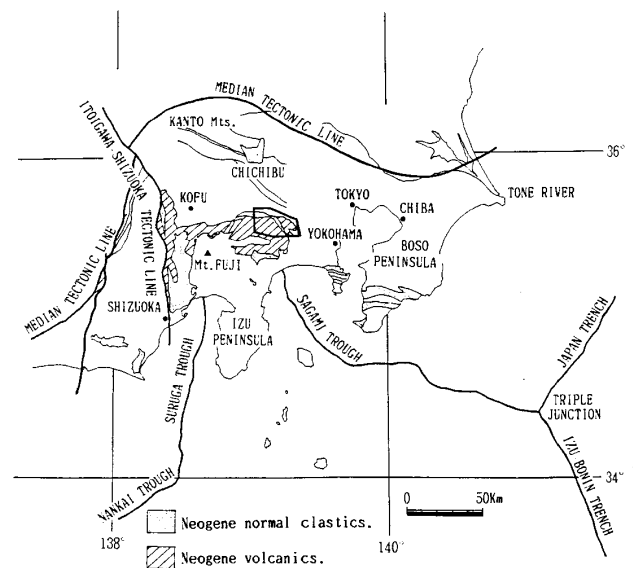 MEDIAN TECTONIC LINE
ITOIGAWA-SHIZUOKA
TECTONIC LINE
KANTO Mts.
CHICHIBU
36°
KOFU
TOKYO
CHIBA
TONE RIVER
YOKOHAMA
BOSO
PENINSULA
Mt.FUJI
MEDIAN TECTONIC LINE
SHIZUOKA
IZU
PENINSULA
SAGAMI TROUGH
SURUGA TROUGH
JAPAN TRENCH
TRIPLE
JUNCTION
IZU BONIN TRENCH
NANKAI TROUGH
34°
0 50Km
138°
140°
Neogene normal clastics.
Neogene volcanics.